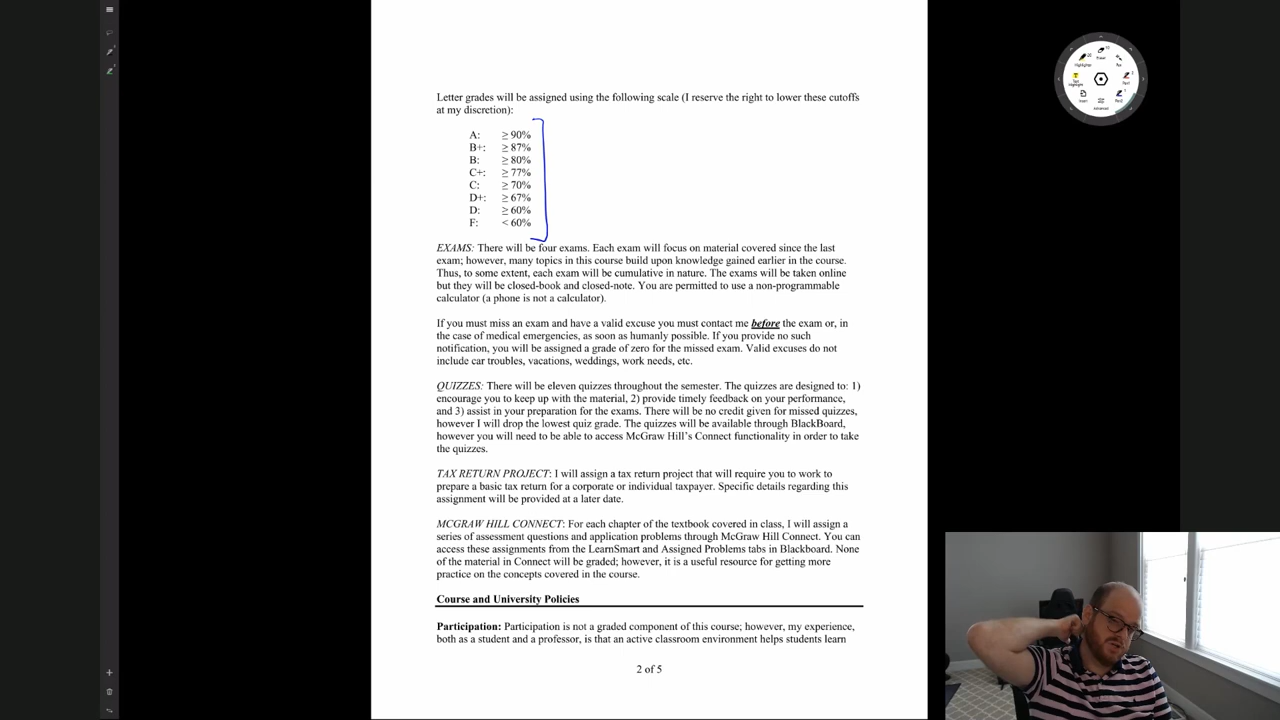 Letter grades will be assigned using the following scale (I reserve the right to lower these cutoffs
at my discretion):
A: ≥ 90%
B+: ≥ 87%
B: ≥ 80%
C+: ≥ 77%
C: ≥ 70%
D+: ≥ 67%
D: ≥ 60%
F: < 60%
EXAMS: There will be four exams. Each exam will focus on material covered since the last
exam; however, many topics in this course build upon knowledge gained earlier in the course.
Thus, to some extent, each exam will be cumulative in nature. The exams will be taken online
but they will be closed-book and closed-note. You are permitted to use a non-programmable
calculator (a phone is not a calculator).
If you must miss an exam and have a valid excuse you must contact me before the exam or, in
the case of medical emergencies, as soon as humanly possible. If you provide no such
notification, you will be assigned a grade of zero for the missed exam. Valid excuses do not
include car troubles, vacations, weddings, work needs, etc.
QUIZZES: There will be eleven quizzes throughout the semester. The quizzes are designed to: 1)
encourage you to keep up with the material, 2) provide timely feedback on your performance,
and 3) assist in your preparation for the exams. There will be no credit given for missed quizzes,
however I will drop the lowest quiz grade. The quizzes will be available through BlackBoard,
however you will need to be able to access McGraw Hill's Connect functionality in order to take
the quizzes.
TAX RETURN PROJECT: I will assign a tax return project that will require you to work to
prepare a basic tax return for a corporate or individual taxpayer. Specific details regarding this
assignment will be provided at a later date.
MCGRAW HILL CONNECT: For each chapter of the textbook covered in class, I will assign a
series of assessment questions and application problems through McGraw Hill Connect. You can
access these assignments from the LearnSmart and Assigned Problems tabs in Blackboard. None
of the material in Connect will be graded; however, it is a useful resource for getting more
practice on the concepts covered in the course.
Course and University Policies
Participation: Participation is not a graded component of this course; however, my experience,
both as a student and a professor, is that an active classroom environment helps students learn
2 of 5